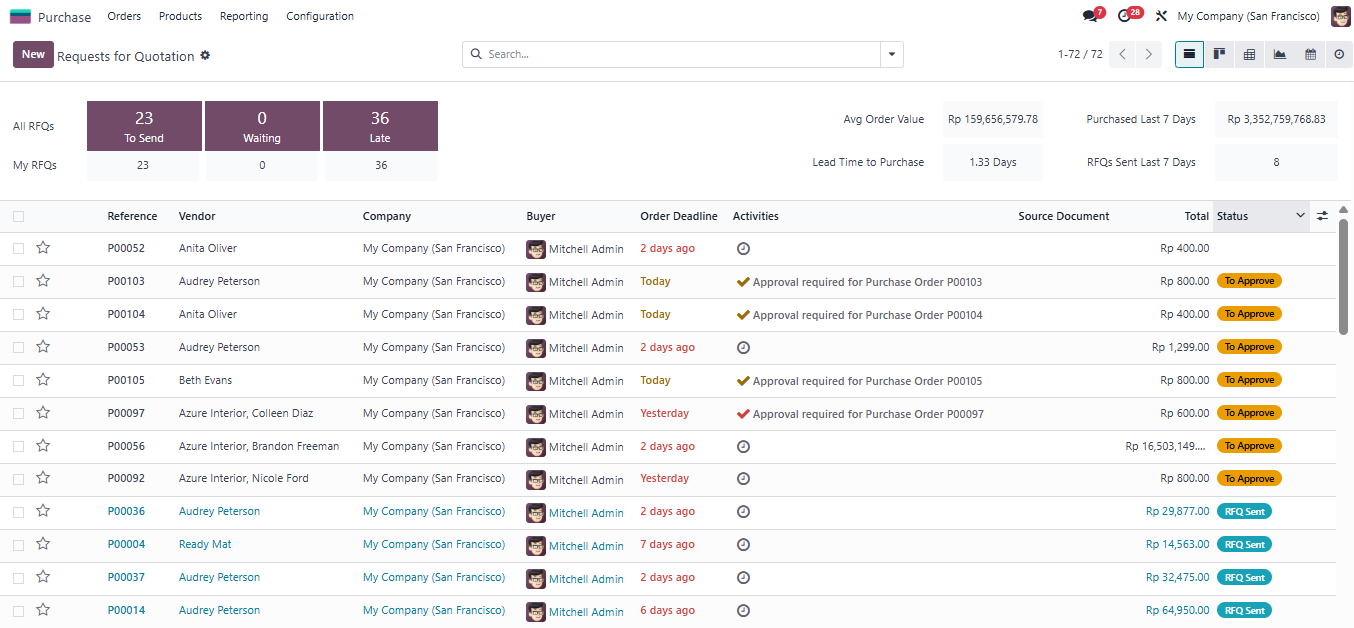 Purchase Orders Products Reporting Configuration 7 28 My Company (San Francisco)
New Requests for Quotation Search... 1-72 / 72
All RFQs 23 To Send 0 Waiting 36 Late Avg Order Value Rp 159,656,579.78 Purchased Last 7 Days Rp 3,352,759,768.83
My RFQs 23 0 36 Lead Time to Purchase 1.33 Days RFQs Sent Last 7 Days 8
Reference Vendor Company Buyer Order Deadline Activities Source Document Total Status
P00052 Anita Oliver My Company (San Francisco) Mitchell Admin 2 days ago Rp 400.00
P00103 Audrey Peterson My Company (San Francisco) Mitchell Admin Today Approval required for Purchase Order P00103 Rp 800.00 To Approve
P00104 Anita Oliver My Company (San Francisco) Mitchell Admin Today Approval required for Purchase Order P00104 Rp 400.00 To Approve
P00053 Audrey Peterson My Company (San Francisco) Mitchell Admin 2 days ago Rp 1,299.00 To Approve
P00105 Beth Evans My Company (San Francisco) Mitchell Admin Today Approval required for Purchase Order P00105 Rp 800.00 To Approve
P00097 Azure Interior, Colleen Diaz My Company (San Francisco) Mitchell Admin Yesterday Approval required for Purchase Order P00097 Rp 600.00 To Approve
P00056 Azure Interior, Brandon Freeman My Company (San Francisco) Mitchell Admin 2 days ago Rp 16,503,149.... To Approve
P00092 Azure Interior, Nicole Ford My Company (San Francisco) Mitchell Admin Yesterday Rp 800.00 To Approve
P00036 Audrey Peterson My Company (San Francisco) Mitchell Admin 2 days ago Rp 29,877.00 RFQ Sent
P00004 Ready Mat My Company (San Francisco) Mitchell Admin 7 days ago Rp 14,563.00 RFQ Sent
P00037 Audrey Peterson My Company (San Francisco) Mitchell Admin 2 days ago Rp 32,475.00 RFQ Sent
P00014 Audrey Peterson My Company (San Francisco) Mitchell Admin 6 days ago Rp 64,950.00 RFQ Sent